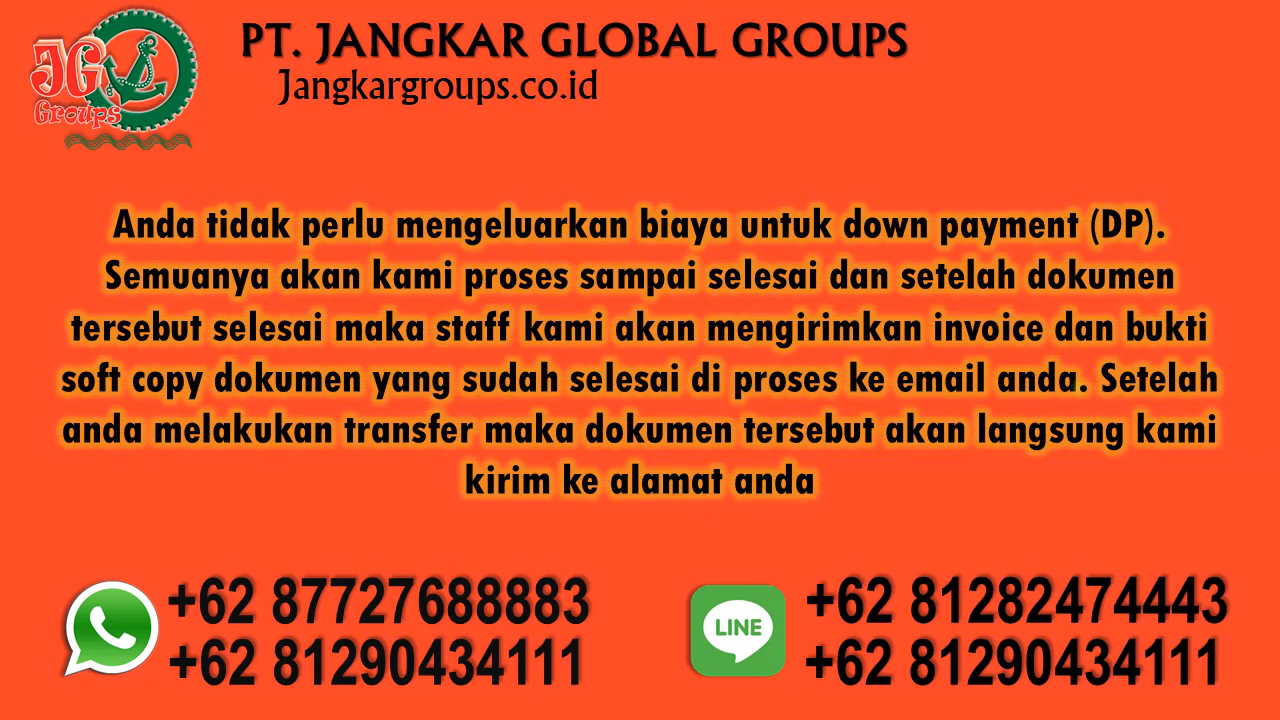 JG
Groups
PT. JANGKAR GLOBAL GROUPS
Jangkargroups.co.id
Anda tidak perlu mengeluarkan biaya untuk down payment (DP).
Semuanya akan kami proses sampai selesai dan setelah dokumen
tersebut selesai maka staff kami akan mengirimkan invoice dan bukti
soft copy dokumen yang sudah selesai di proses ke email anda. Setelah
anda melakukan transfer maka dokumen tersebut akan langsung kami
kirim ke alamat anda
+62 87727688883
+62 81290434111
LINE
+62 81282474443
+62 81290434111